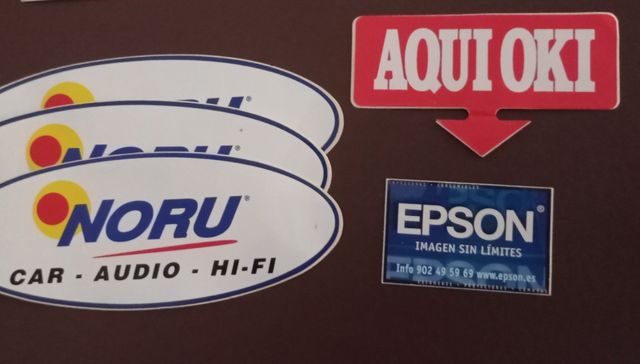 AQUI OKI
NORU®
NORU®
NORU®
CAR - AUDIO - HI-FI
EPSON®
IMAGEN SIN LÍMITES
Info 902 49 59 69 www.epson.es